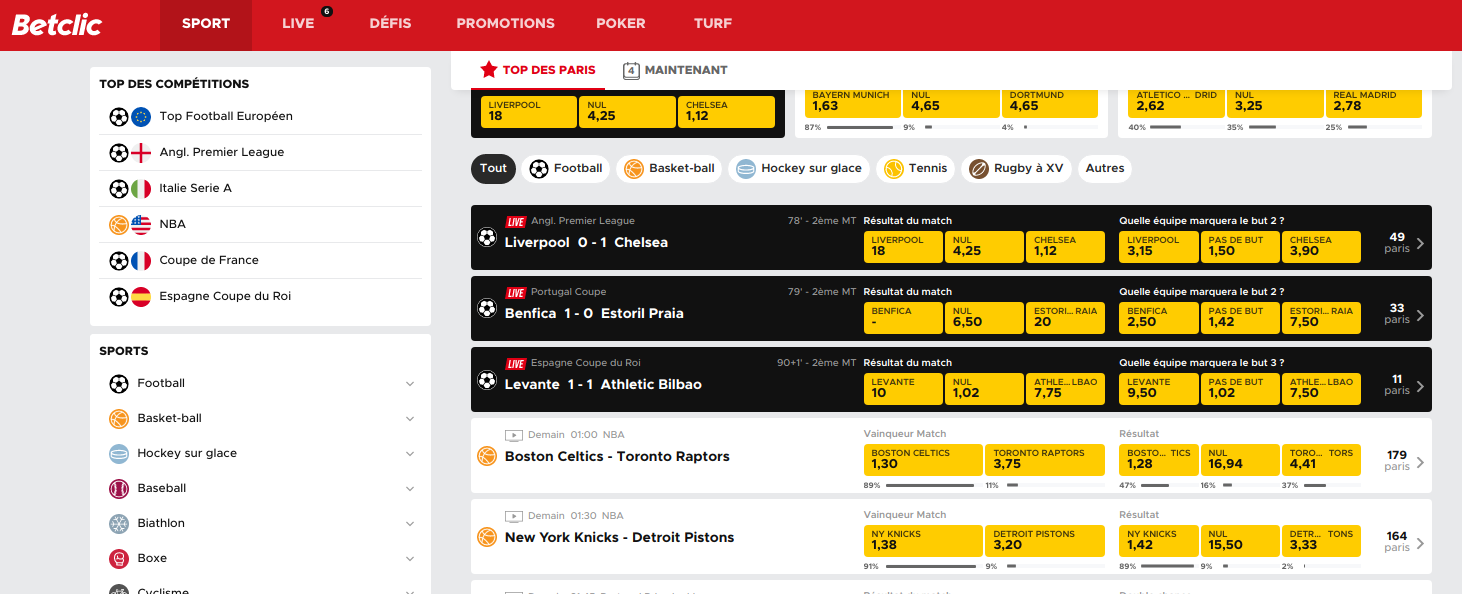 Betclic
SPORT
LIVE 6
DÉFIS
PROMOTIONS
POKER
TURF
TOP DES COMPÉTITIONS
Top Football Européen
Angl. Premier League
Italie Serie A
NBA
Coupe de France
Espagne Coupe du Roi
SPORTS
Football
Basket-ball
Hockey sur glace
Baseball
Biathlon
Boxe
Cyclisme
TOP DES PARIS
4 MAINTENANT
LIVERPOOL NUL CHELSEA
18 4,25 1,12
BAYERN MUNICH NUL DORTMUND
1,63 4,65 4,65
87% 9% 4%
ATLETICO ... DRID NUL REAL MADRID
2,62 3,25 2,78
40% 35% 25%
Tout Football Basket-ball Hockey sur glace Tennis Rugby à XV Autres
LIVE Angl. Premier League 78' - 2ème MT Résultat du match Quelle équipe marquera le but 2 ?
Liverpool 0 - 1 Chelsea
LIVERPOOL NUL CHELSEA LIVERPOOL PAS DE BUT CHELSEA
18 4,25 1,12 3,15 1,50 3,90
49
paris
LIVE Portugal Coupe 79' - 2ème MT Résultat du match Quelle équipe marquera le but 2 ?
Benfica 1 - 0 Estoril Praia
BENFICA NUL ESTORI... RAIA BENFICA PAS DE BUT ESTORI... RAIA
- 6,50 20 2,50 1,42 7,50
33
paris
LIVE Espagne Coupe du Roi 90+1' - 2ème MT Résultat du match Quelle équipe marquera le but 3 ?
Levante 1 - 1 Athletic Bilbao
LEVANTE NUL ATHLE... LBAO LEVANTE PAS DE BUT ATHLE... LBAO
10 1,02 7,75 9,50 1,02 7,50
11
paris
Demain 01:00 NBA Vainqueur Match Résultat
Boston Celtics - Toronto Raptors
BOSTON CELTICS TORONTO RAPTORS BOSTO... TICS NUL TORO... TORS
1,30 3,75 1,28 16,94 4,41
89% 11% 47% 16% 37%
179
paris
Demain 01:30 NBA Vainqueur Match Résultat
New York Knicks - Detroit Pistons
NY KNICKS DETROIT PISTONS NY KNICKS NUL DETR... TONS
1,38 3,20 1,42 15,50 3,33
91% 9% 89% 9% 2%
164
paris